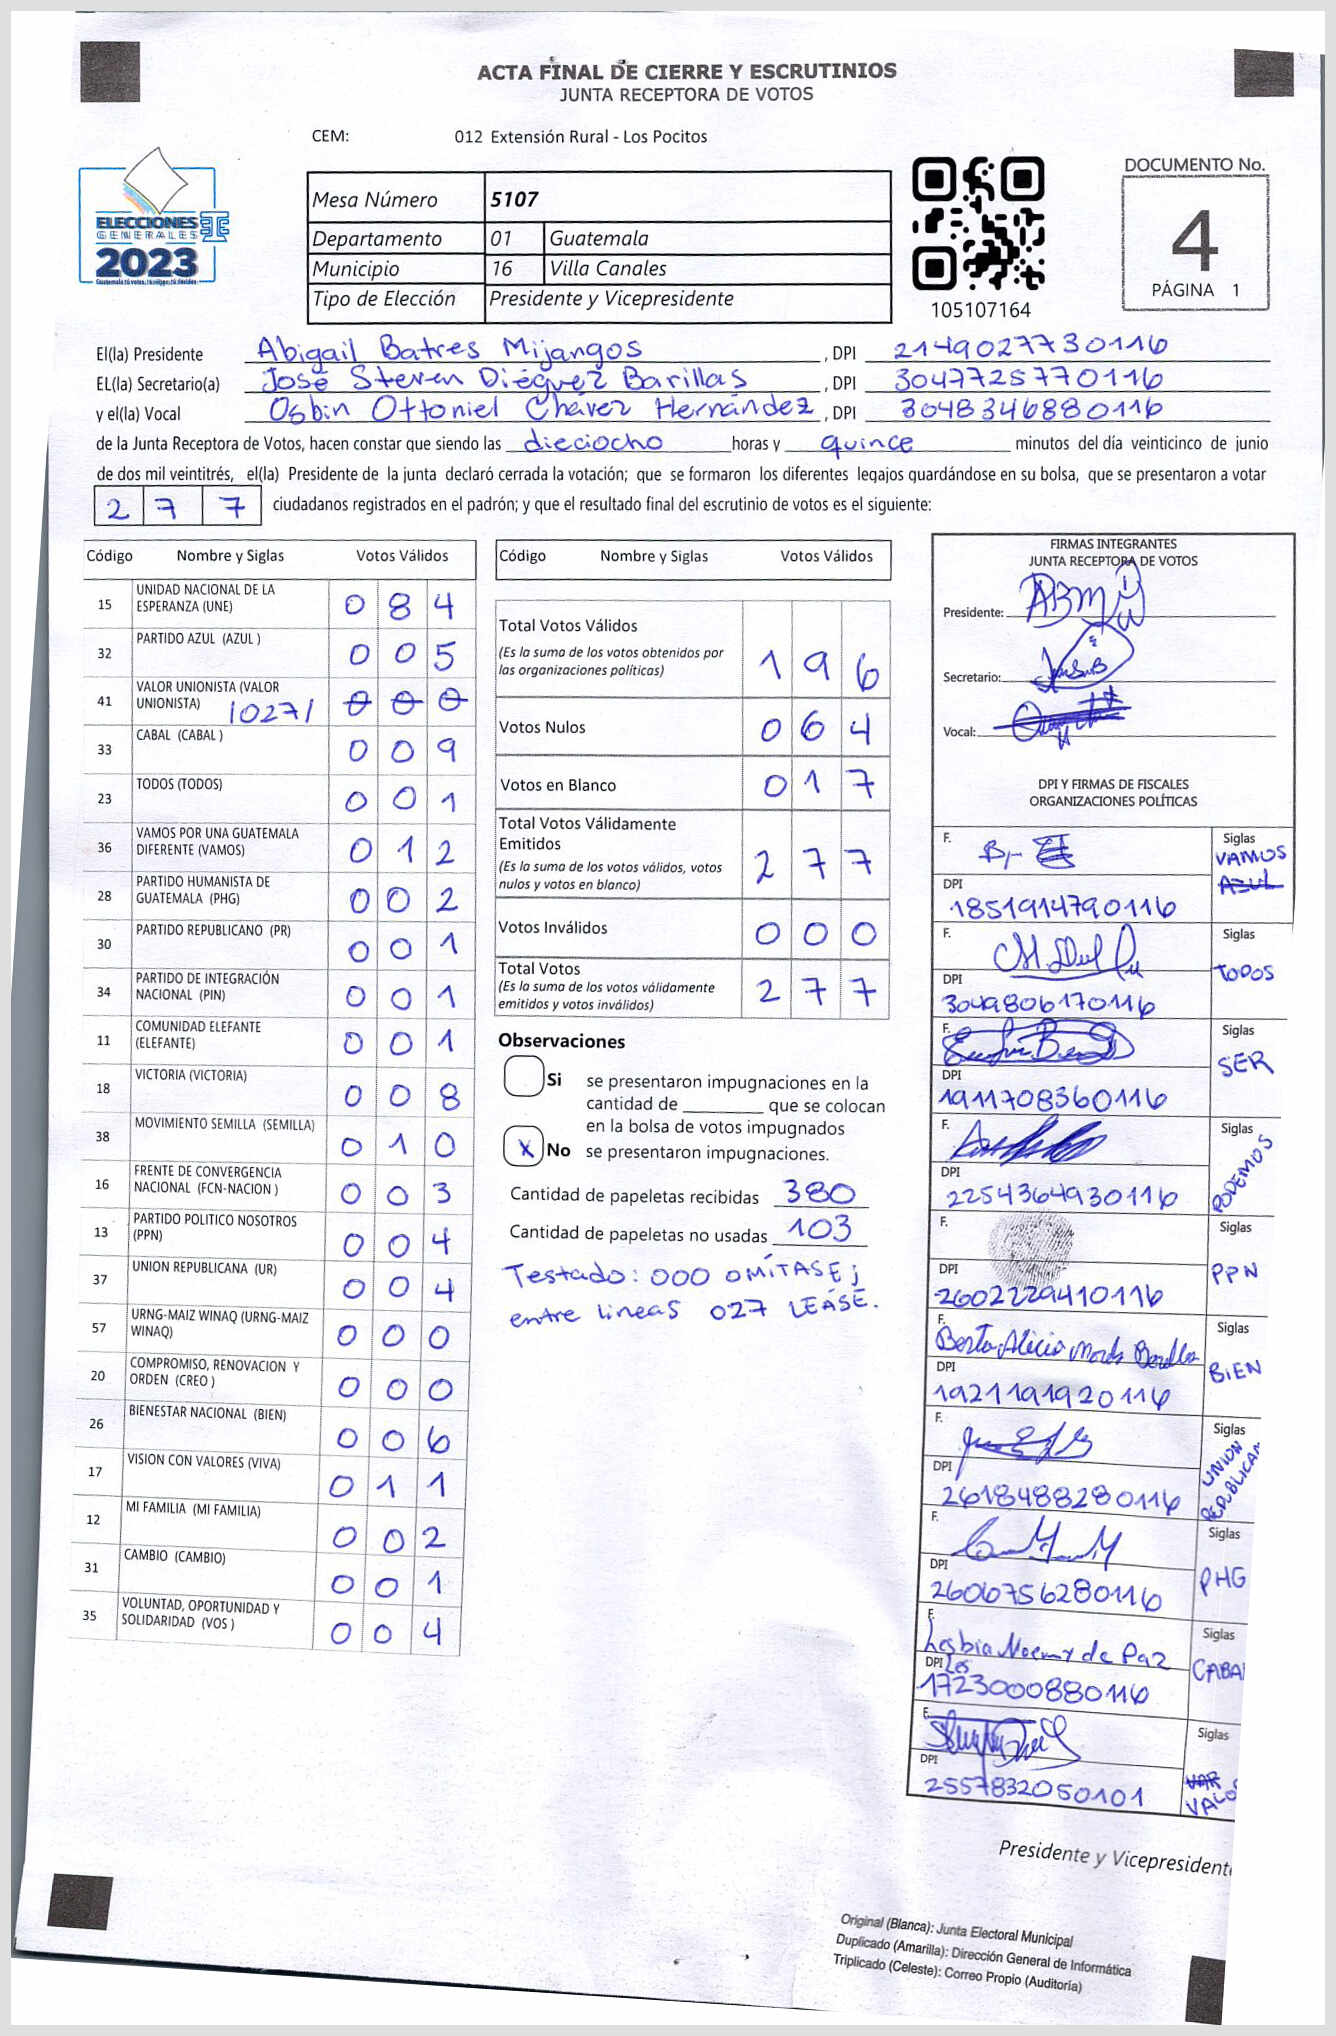 ACTA FINAL DE CIERRE Y ESCRUTINIOS
JUNTA RECEPTORA DE VOTOS
CEM: 012 Extensión Rural - Los Pocitos
ELECCIONES
GENERALES
2023
Mesa Número 5107
Departamento 01 Guatemala
Municipio 16 Villa Canales
Tipo de Elección Presidente y Vicepresidente
105107164
DOCUMENTO No.
4
PÁGINA 1
El(la) Presidente Abigail Batres Mijangos, DPI 2149027730116
EL(la) Secretario(a) José Steven Diéguez Barillas, DPI 3047725770116
y el(la) Vocal Osbin Ottoniel Chávez Hernández, DPI 3048346880116
de la Junta Receptora de Votos, hacen constar que siendo las dieciocho horas y quince minutos del día veinticinco de junio
de dos mil veintitrés, el(la) Presidente de la junta declaró cerrada la votación; que se formaron los diferentes legajos guardándose en su bolsa, que se presentaron a votar
2 7 7 ciudadanos registrados en el padrón; y que el resultado final del escrutinio de votos es el siguiente:
Código Nombre y Siglas Votos Válidos
15 UNIDAD NACIONAL DE LA
ESPERANZA (UNE) 0 8 4
32 PARTIDO AZUL (AZUL ) 0 0 5
41 VALOR UNIONISTA (VALOR
UNIONISTA) /027/ 0 0 0
33 CABAL (CABAL ) 0 0 9
23 TODOS (TODOS) 0 0 1
36 VAMOS POR UNA GUATEMALA
DIFERENTE (VAMOS) 0 1 2
28 PARTIDO HUMANISTA DE
GUATEMALA (PHG) 0 0 2
30 PARTIDO REPUBLICANO (PR) 0 0 1
34 PARTIDO DE INTEGRACIÓN
NACIONAL (PIN) 0 0 1
11 COMUNIDAD ELEFANTE
(ELEFANTE) 0 0 1
18 VICTORIA (VICTORIA) 0 0 8
38 MOVIMIENTO SEMILLA (SEMILLA) 0 1 0
16 FRENTE DE CONVERGENCIA
NACIONAL (FCN-NACION ) 0 0 3
13 PARTIDO POLITICO NOSOTROS
(PPN) 0 0 4
37 UNION REPUBLICANA (UR) 0 0 4
57 URNG-MAIZ WINAQ (URNG-MAIZ
WINAQ) 0 0 0
20 COMPROMISO, RENOVACION Y
ORDEN (CREO ) 0 0 0
26 BIENESTAR NACIONAL (BIEN) 0 0 6
17 VISION CON VALORES (VIVA) 0 1 1
12 MI FAMILIA (MI FAMILIA) 0 0 2
31 CAMBIO (CAMBIO) 0 0 1
35 VOLUNTAD, OPORTUNIDAD Y
SOLIDARIDAD (VOS ) 0 0 4
Código Nombre y Siglas Votos Válidos
Total Votos Válidos
(Es la suma de los votos obtenidos por
las organizaciones políticas) 1 9 6
Votos Nulos 0 6 4
Votos en Blanco 0 1 7
Total Votos Válidamente
Emitidos
(Es la suma de los votos válidos, votos
nulos y votos en blanco) 2 7 7
Votos Inválidos 0 0 0
Total Votos
(Es la suma de los votos válidamente
emitidos y votos inválidos) 2 7 7
Observaciones
Si se presentaron impugnaciones en la
cantidad de ________ que se colocan
en la bolsa de votos impugnados
X No se presentaron impugnaciones.
Cantidad de papeletas recibidas 380
Cantidad de papeletas no usadas 103
Testado: 000 OMÍTASE;
entre lineas 027 LEASE.
FIRMAS INTEGRANTES
JUNTA RECEPTORA DE VOTOS
Presidente:
Secretario:
Vocal:
DPI Y FIRMAS DE FISCALES
ORGANIZACIONES POLÍTICAS
F. Siglas
VAMOS
AZUL
DPI
1851914790116
F. Siglas
TODOS
DPI
3049806170116
F. Siglas
SER
DPI
1911708360116
F. Siglas
PODEMOS
DPI
2254364930116
F. Siglas
PPN
DPI
2602229410116
F. Siglas
Berta Alicia
BIEN
DPI
1921191920116
F. Siglas
UNION
REPUBLICAN
DPI
2618488280116
F. Siglas
PHG
DPI
2606756280116
F. Siglas
Lesbia Noemy de Paz
CABA
DPI
1723000880116
F. Siglas
VAR
VALO
DPI
2557832050101
Presidente y Vicepresident
Original (Blanca): Junta Electoral Municipal
Duplicado (Amarilla): Dirección General de Informática
Triplicado (Celeste): Correo Propio (Auditoría)